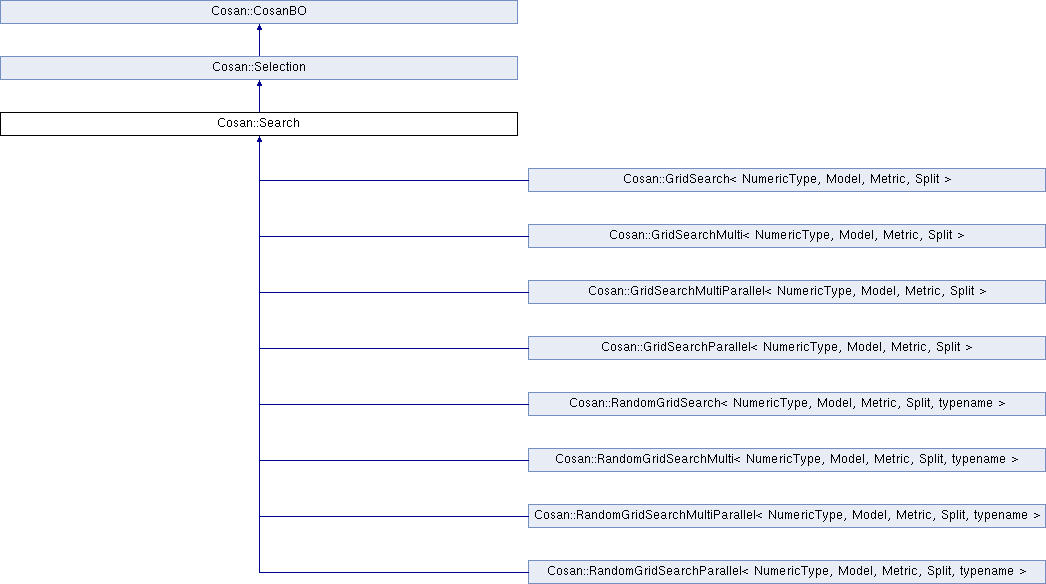 Cosan::CosanBO
Cosan::Selection
Cosan::Search
Cosan::GridSearch< NumericType, Model, Metric, Split >
Cosan::GridSearchMulti< NumericType, Model, Metric, Split >
Cosan::GridSearchMultiParallel< NumericType, Model, Metric, Split >
Cosan::GridSearchParallel< NumericType, Model, Metric, Split >
Cosan::RandomGridSearch< NumericType, Model, Metric, Split, typename >
Cosan::RandomGridSearchMulti< NumericType, Model, Metric, Split, typename >
Cosan::RandomGridSearchMultiParallel< NumericType, Model, Metric, Split, typename >
Cosan::RandomGridSearchParallel< NumericType, Model, Metric, Split, typename >